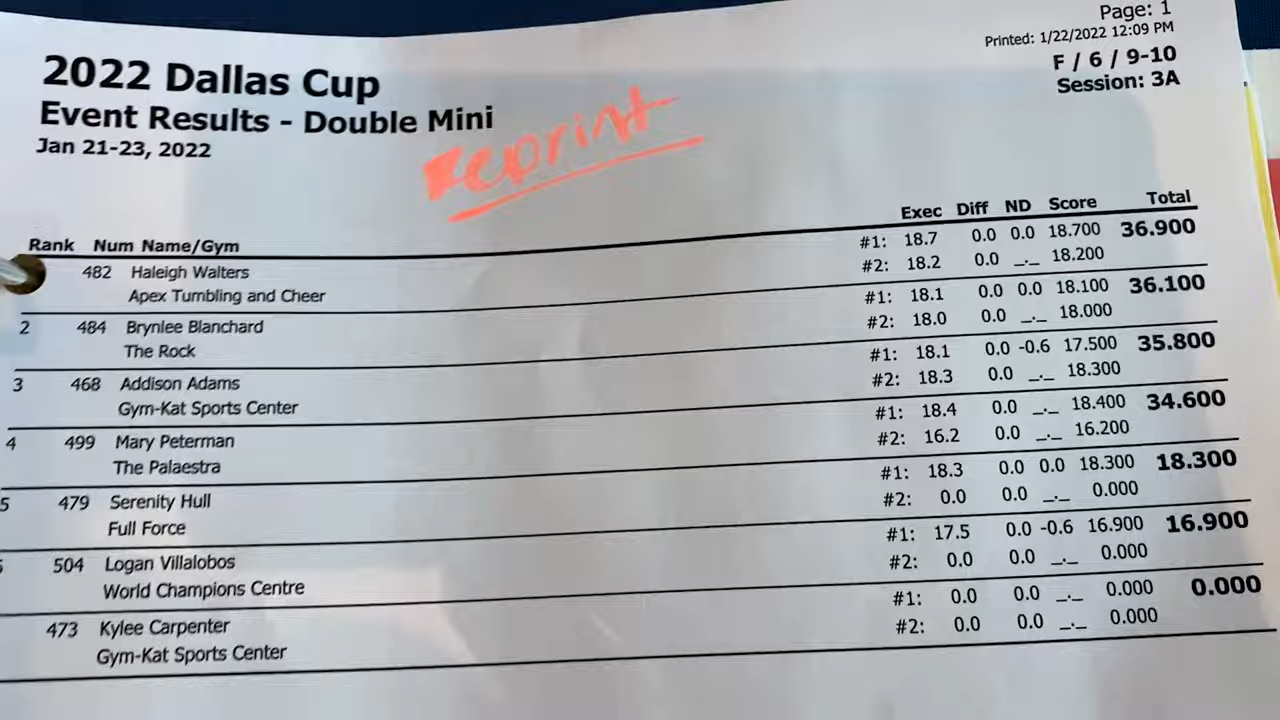 Page: 1
Printed: 1/22/2022 12:09 PM
2022 Dallas Cup
F / 6 / 9-10
Event Results - Double Mini
Session: 3A
Jan 21-23, 2022
Reprint
Rank Num Name/Gym Exec Diff ND Score Total
482 Haleigh Walters #1: 18.7 0.0 0.0 18.700 36.900
Apex Tumbling and Cheer #2: 18.2 0.0 _._ 18.200
2 484 Brynlee Blanchard #1: 18.1 0.0 0.0 18.100 36.100
The Rock #2: 18.0 0.0 _._ 18.000
3 468 Addison Adams #1: 18.1 0.0 -0.6 17.500 35.800
Gym-Kat Sports Center #2: 18.3 0.0 _._ 18.300
4 499 Mary Peterman #1: 18.4 0.0 _._ 18.400 34.600
The Palaestra #2: 16.2 0.0 _._ 16.200
5 479 Serenity Hull #1: 18.3 0.0 0.0 18.300 18.300
Full Force #2: 0.0 0.0 _._ 0.000
504 Logan Villalobos #1: 17.5 0.0 -0.6 16.900 16.900
World Champions Centre #2: 0.0 0.0 _._ 0.000
473 Kylee Carpenter #1: 0.0 0.0 _._ 0.000 0.000
Gym-Kat Sports Center #2: 0.0 0.0 _._ 0.000